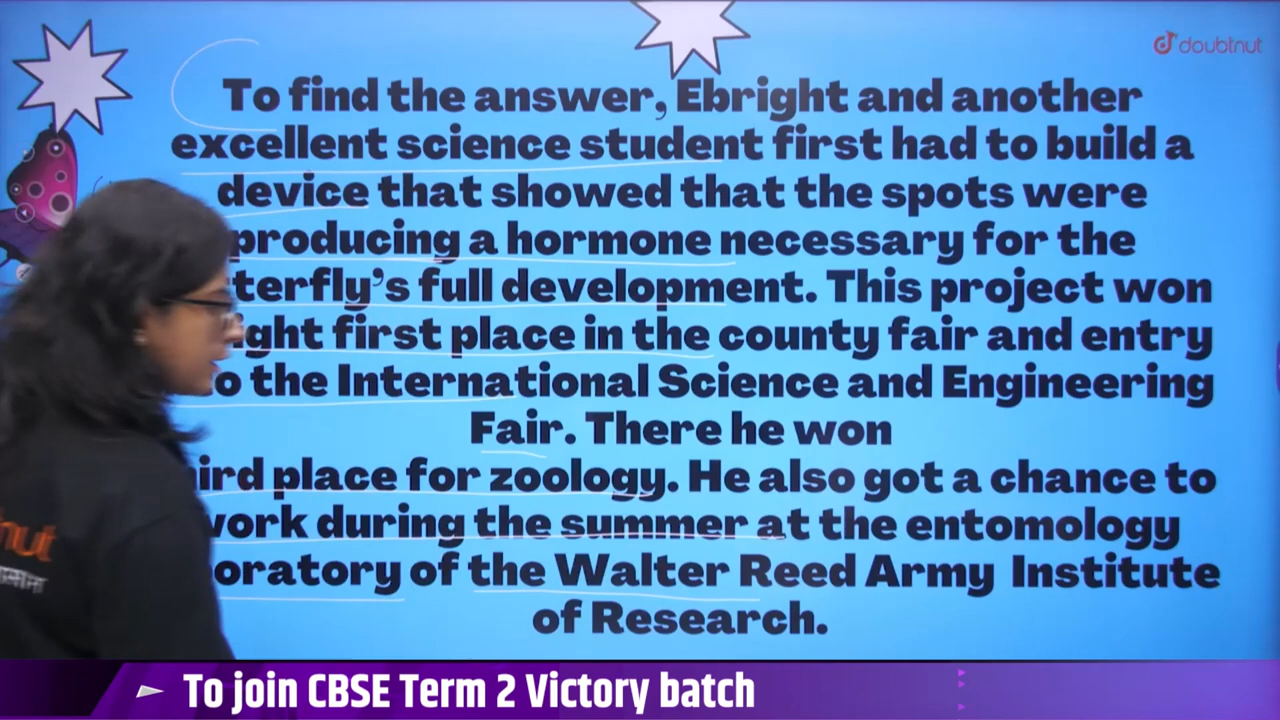 doubtnut
To find the answer, Ebright and another
excellent science student first had to build a
device that showed that the spots were
producing a hormone necessary for the
terfly's full development. This project won
ight first place in the county fair and entry
o the International Science and Engineering
Fair. There he won
ird place for zoology. He also got a chance to
work during the summer at the entomology
oratory of the Walter Reed Army Institute
of Research.
nut
To join CBSE Term 2 Victory batch